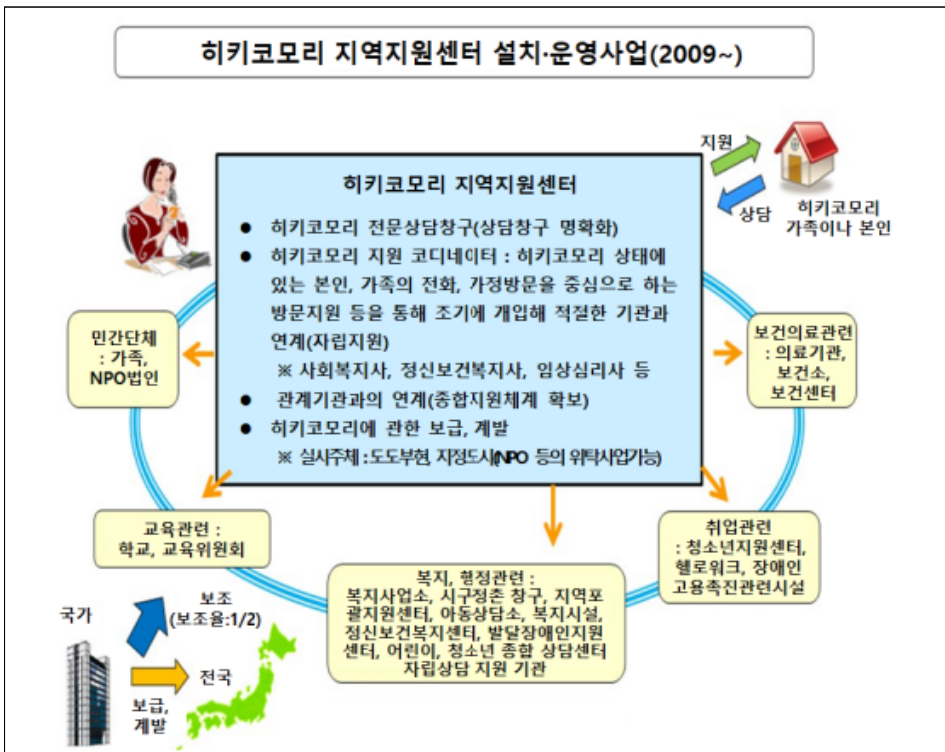 히키코모리 지역지원센터 설치·운영사업(2009~)
지원
상담
히키코모리
가족이나 본인
히키코모리 지역지원센터
● 히키코모리 전문상담창구(상담창구 명확화)
● 히키코모리 지원 코디네이터 : 히키코모리 상태에
있는 본인, 가족의 전화, 가정방문을 중심으로 하는
방문지원 등을 통해 조기에 개입해 적절한 기관과
연계(자립지원)
※ 사회복지사, 정신보건복지사, 임상심리사 등
● 관계기관과의 연계(종합지원체계 확보)
● 히키코모리에 관한 보급, 계발
※ 실시주체 : 도도부현, 지정도시(NPO 등의 위탁사업가능)
민간단체
: 가족,
NPO법인
보건의료관련
: 의료기관,
보건소,
보건센터
교육관련 :
학교, 교육위원회
취업관련
: 청소년지원센터,
헬로워크, 장애인
고용촉진관련시설
복지, 행정관련 :
복지사업소, 시구정촌 창구, 지역포
괄지원센터, 아동상담소, 복지시설,
정신보건복지센터, 발달장애인지원
센터, 어린이, 청소년 종합 상담센터
자립상담 지원 기관
국가
보조
(보조율:1/2)
전국
보급,
계발